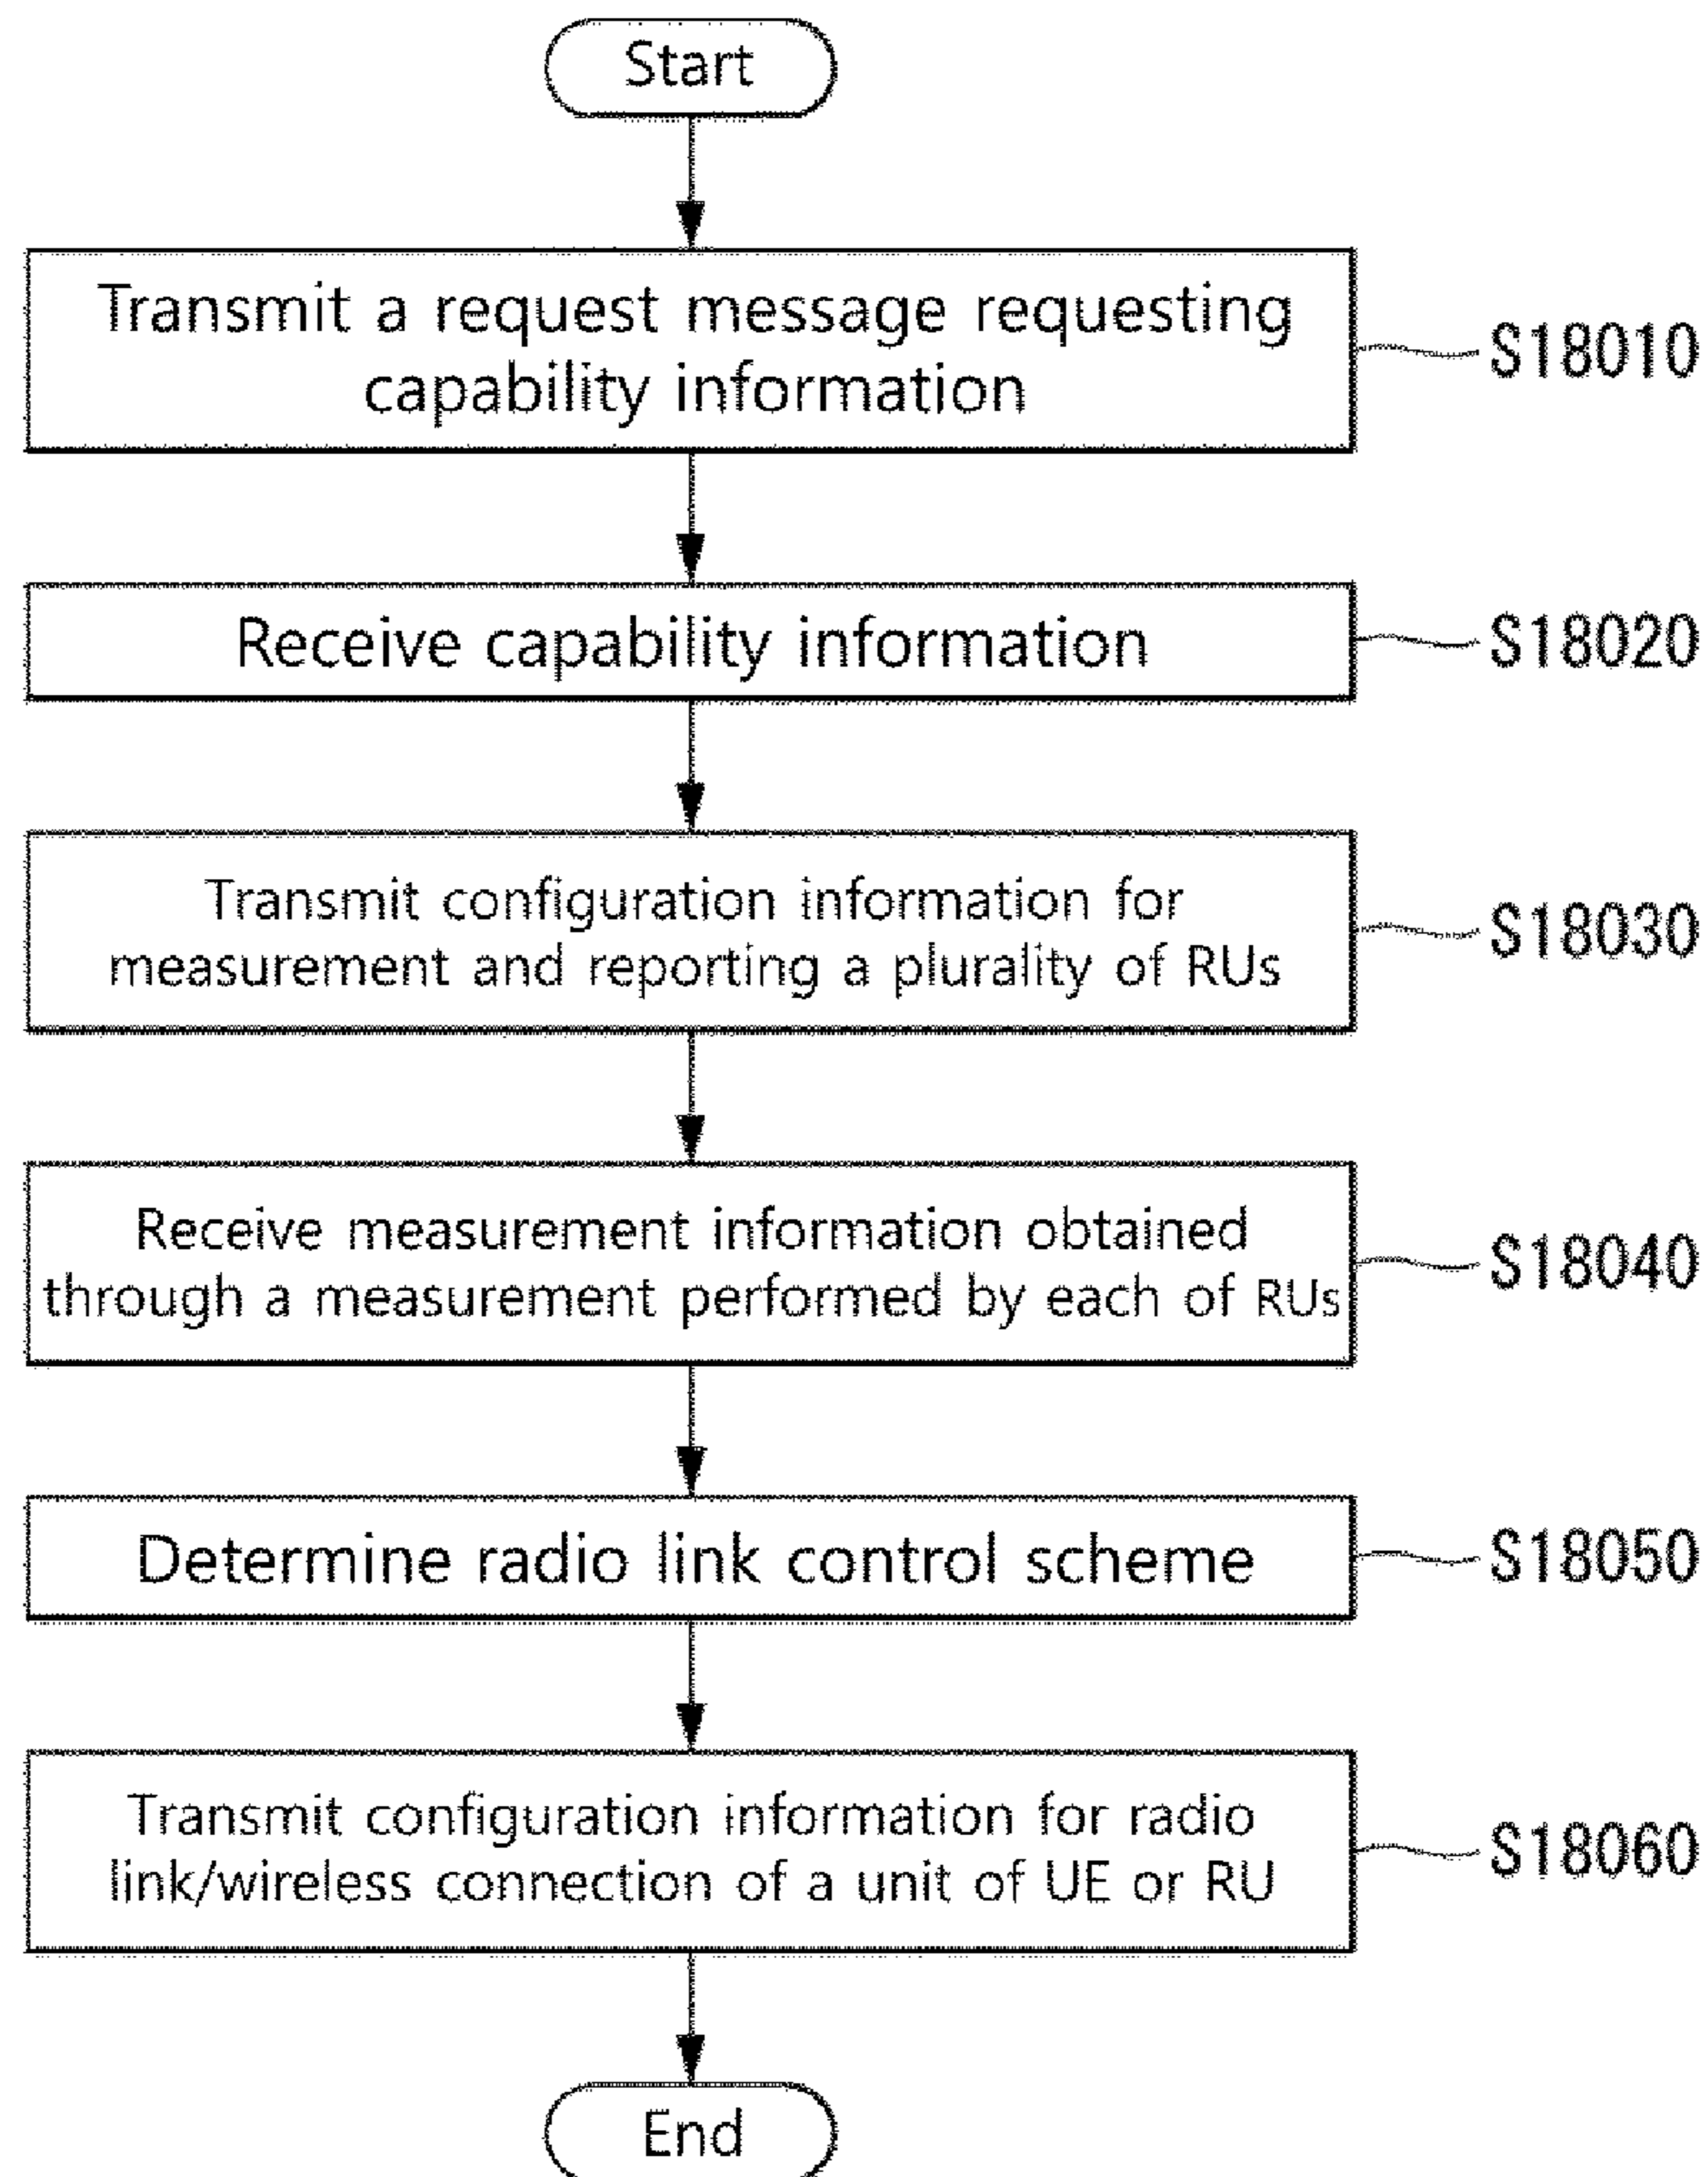 Start
Transmit a request message requesting
capability information
S18010
Receive capability information
S18020
Transmit configuration information for
measurement and reporting a plurality of RUs
S18030
Receive measurement information obtained
through a measurement performed by each of RUs
S18040
Determine radio link control scheme
S18050
Transmit configuration information for radio
link/wireless connection of a unit of UE or RU
S18060
End